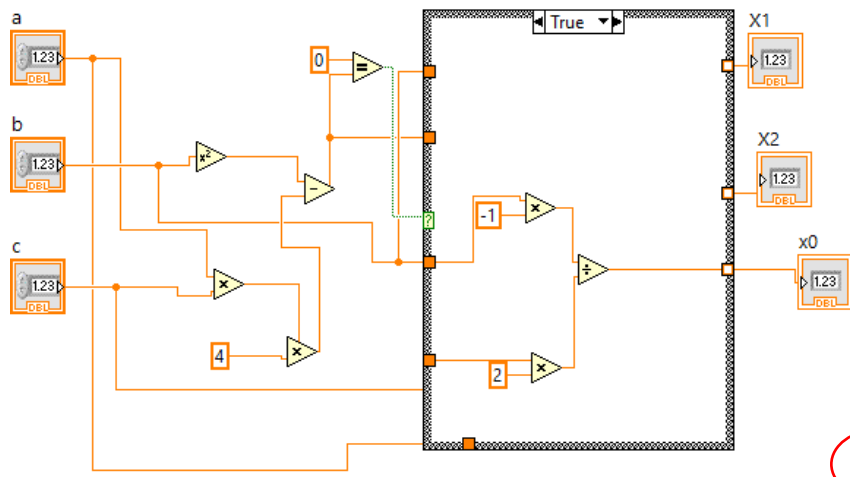 a
1.23
DBL
b
1.23
DBL
c
1.23
DBL
0
=
x²
-
×
4
×
True
?
-1
×
÷
2
×
X1
1.23
DBL
X2
1.23
DBL
x0
1.23
DBL